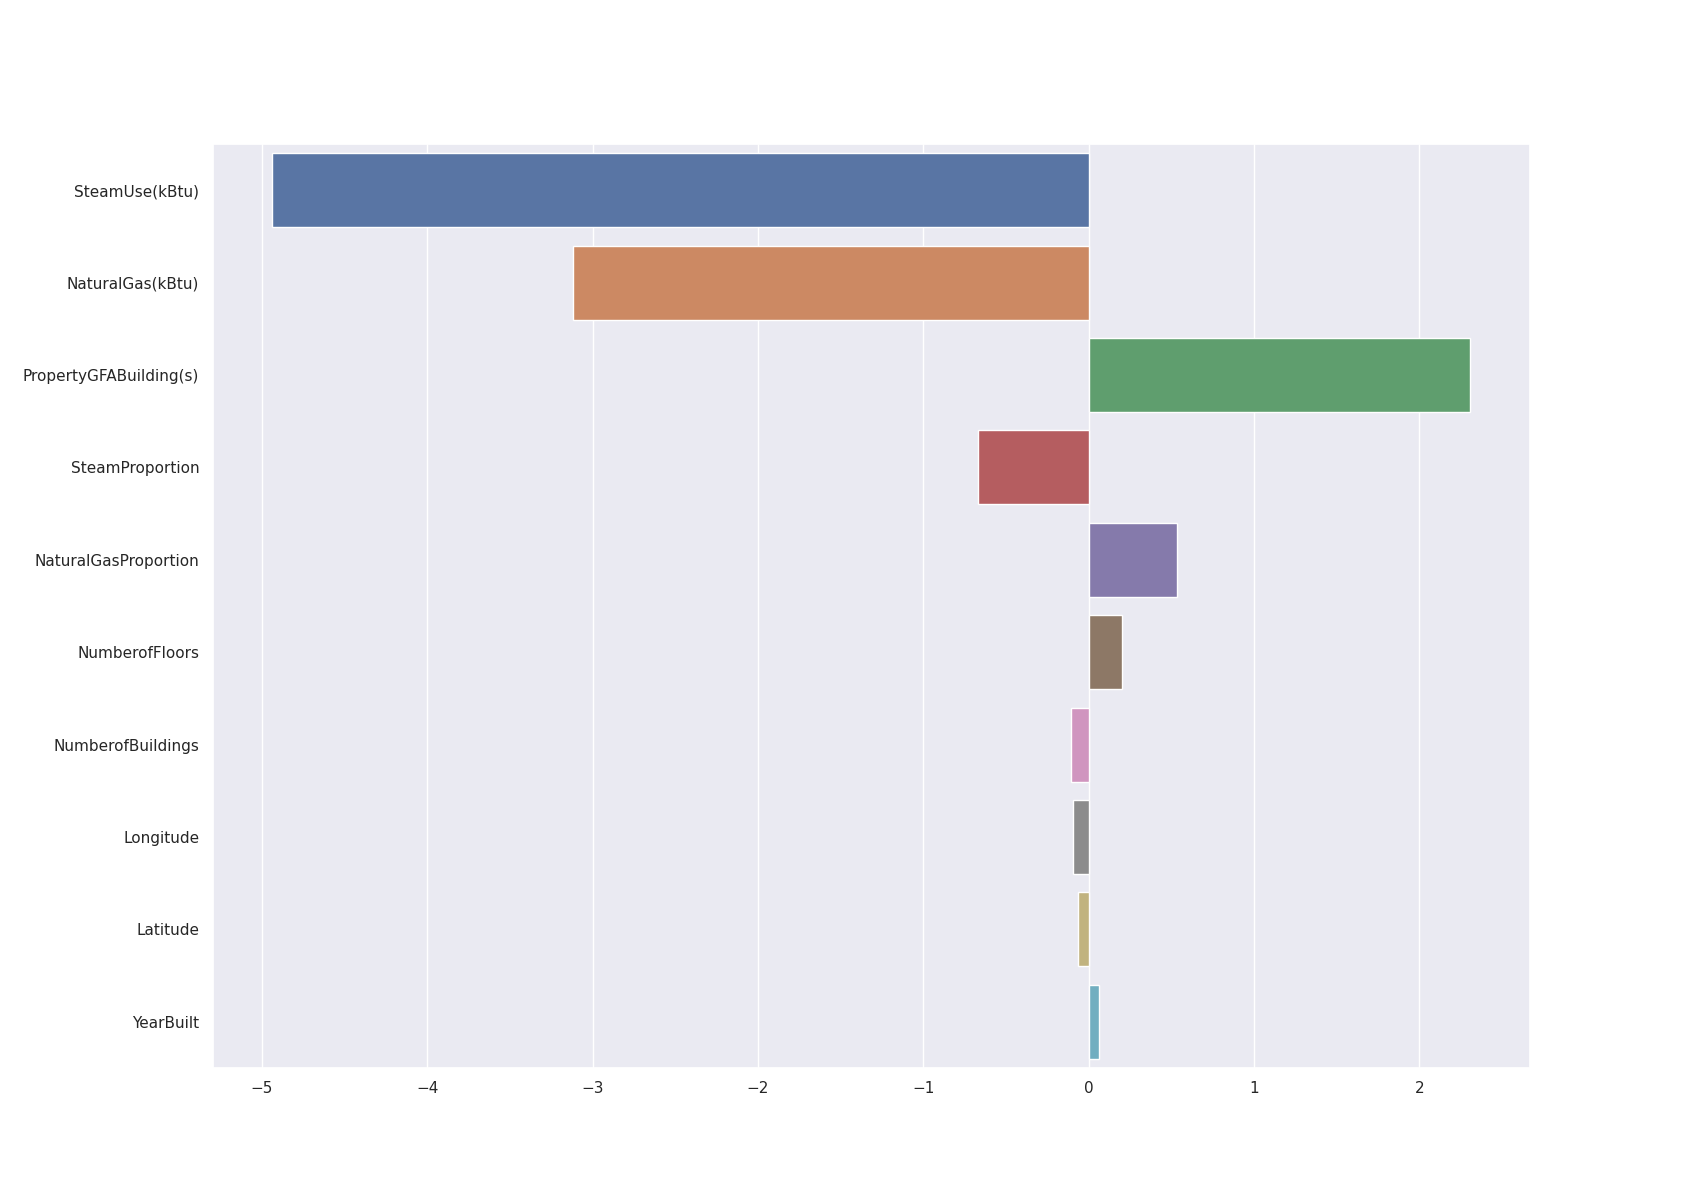 SteamUse(kBtu)
NaturalGas(kBtu)
PropertyGFABuilding(s)
SteamProportion
NaturalGasProportion
NumberofFloors
NumberofBuildings
Longitude
Latitude
YearBuilt
−5 −4 −3 −2 −1 0 1 2